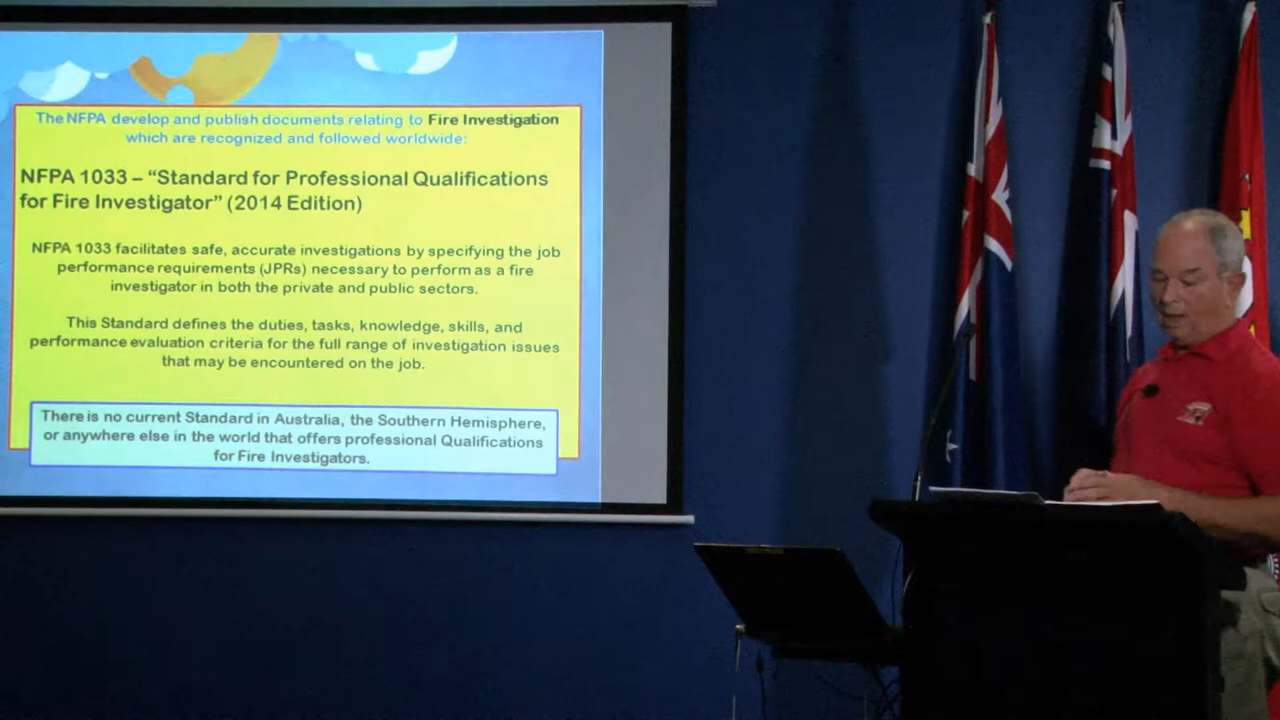 The NFPA develop and publish documents relating to Fire Investigation
which are recognized and followed worldwide:
NFPA 1033 – “Standard for Professional Qualifications
for Fire Investigator” (2014 Edition)
NFPA 1033 facilitates safe, accurate investigations by specifying the job
performance requirements (JPRs) necessary to perform as a fire
investigator in both the private and public sectors.
This Standard defines the duties, tasks, knowledge, skills, and
performance evaluation criteria for the full range of investigation issues
that may be encountered on the job.
There is no current Standard in Australia, the Southern Hemisphere,
or anywhere else in the world that offers professional Qualifications
for Fire Investigators.